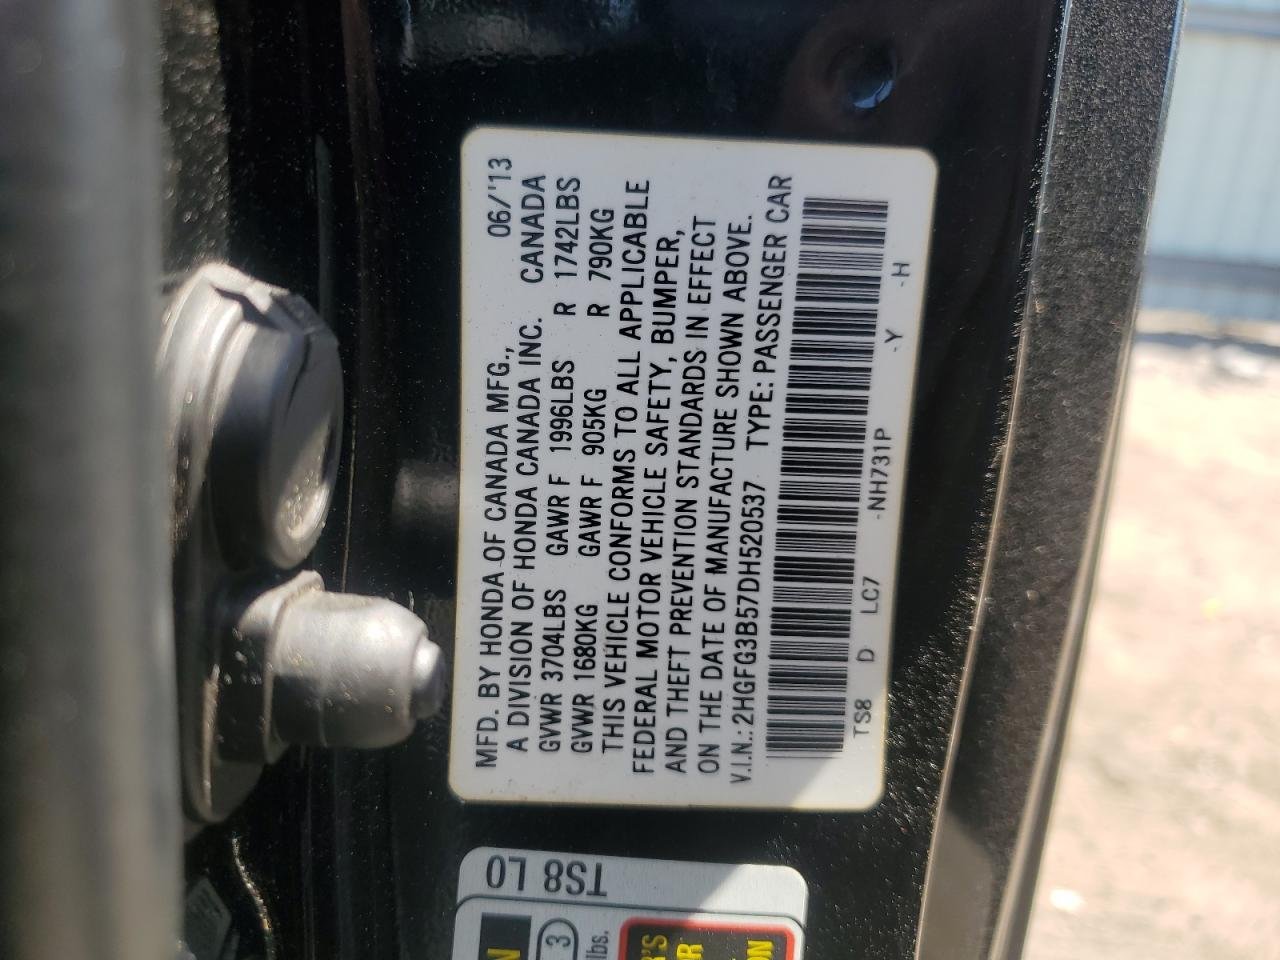 MFD. BY HONDA OF CANADA MFG., 06/'13
A DIVISION OF HONDA CANADA INC. CANADA
GVWR 3704LBS GAWR F 1996LBS R 1742LBS
GVWR 1680KG GAWR F 905KG R 790KG
THIS VEHICLE CONFORMS TO ALL APPLICABLE
FEDERAL MOTOR VEHICLE SAFETY, BUMPER,
AND THEFT PREVENTION STANDARDS IN EFFECT
ON THE DATE OF MANUFACTURE SHOWN ABOVE.
V.I.N.: 2HGFG3B57DH520537 TYPE: PASSENGER CAR
TS8 D LC7 -NH731P -Y -H
TS8 L0
3
lbs.